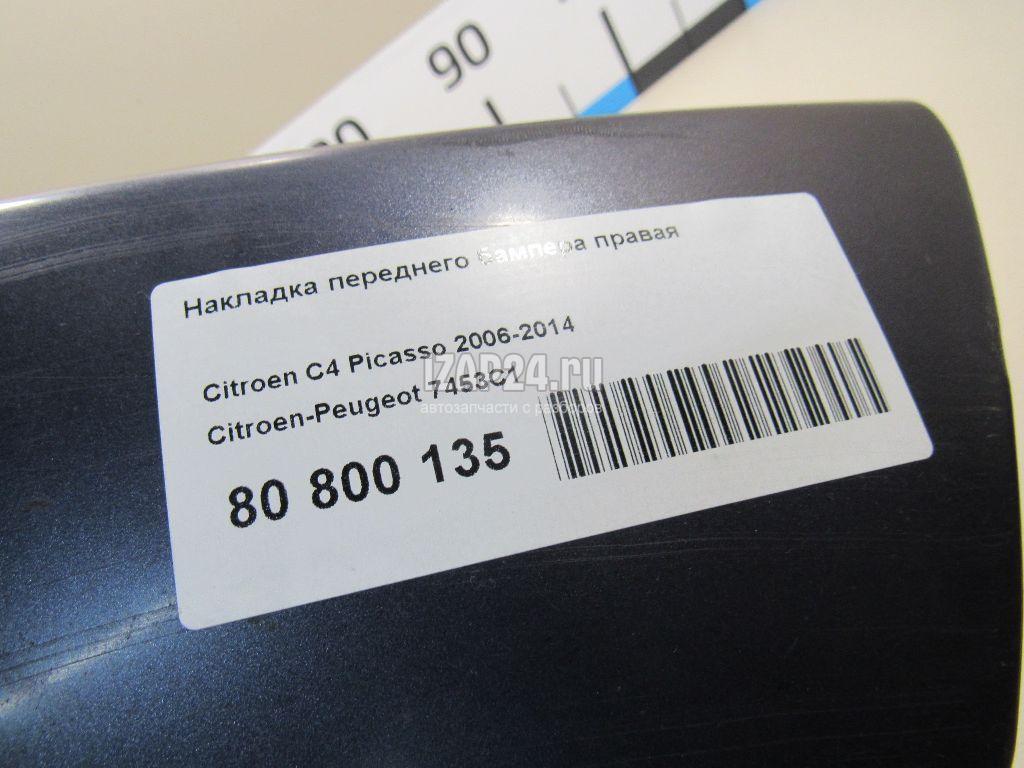 90
Накладка переднего бампера правая
Citroen C4 Picasso 2006-2014
IZAP24.ru
Citroen-Peugeot 7453C1
автозапчасти с разборов
80 800 135